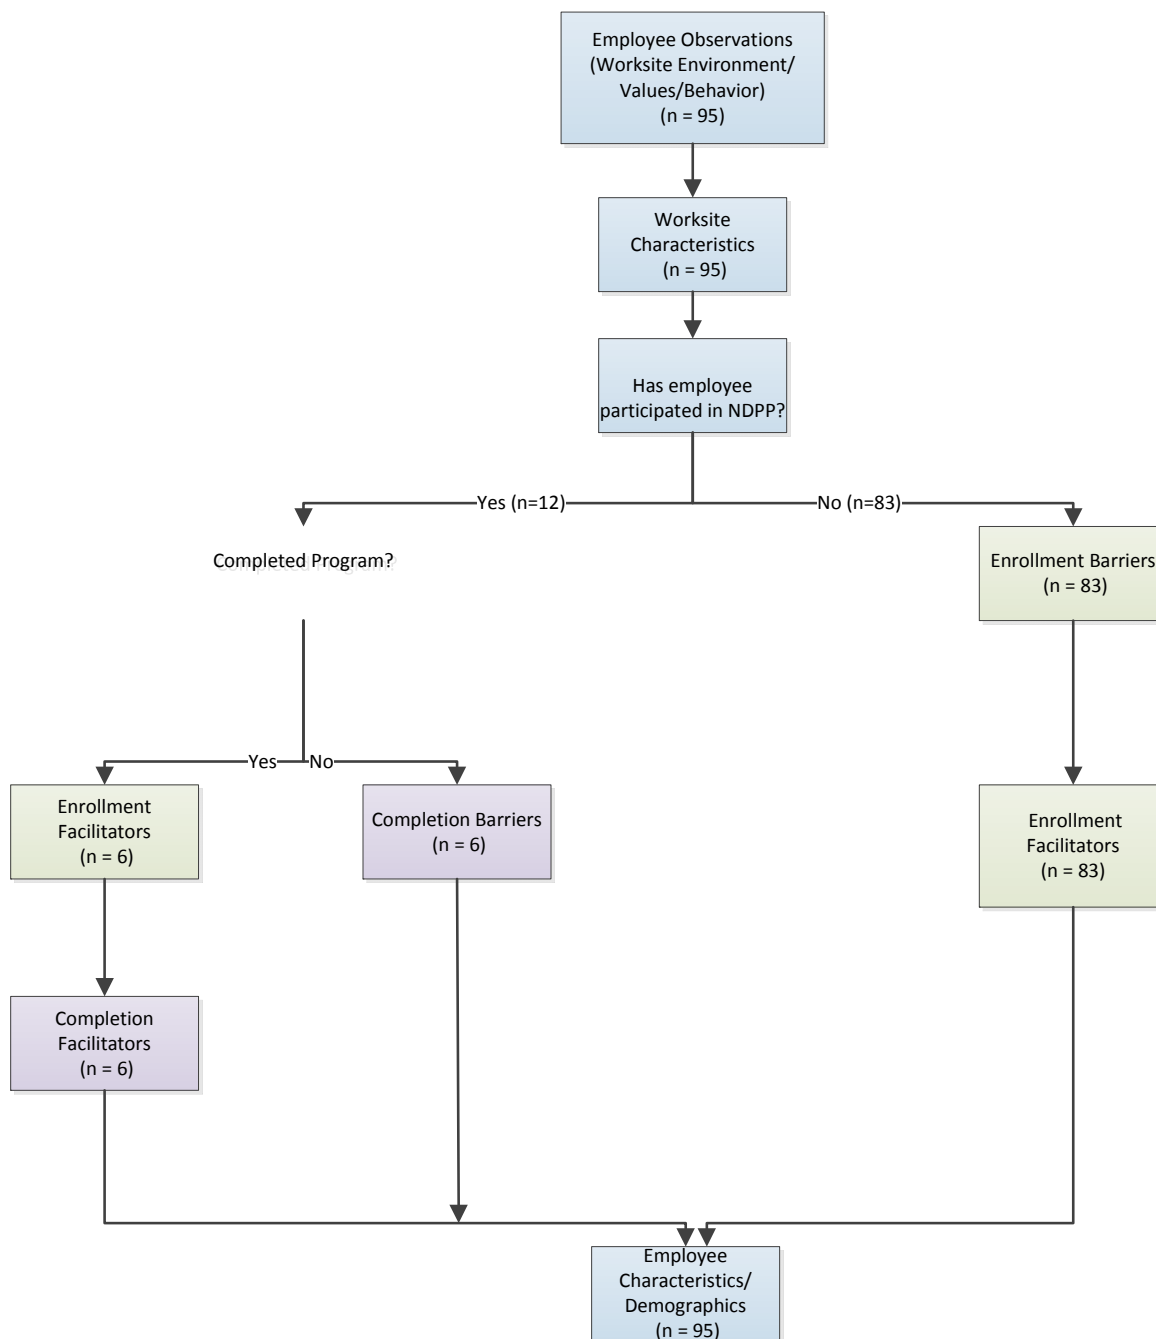 Employee Observations
(Worksite Environment/
Values/Behavior)
(n = 95)
Worksite
Characteristics
(n = 95)
Has employee
participated in NDPP?
Yes (n=12)
No (n=83)
Completed Program?
Enrollment Barriers
(n = 83)
Yes
No
Enrollment
Facilitators
(n = 6)
Completion Barriers
(n = 6)
Enrollment
Facilitators
(n = 83)
Completion
Facilitators
(n = 6)
Employee
Characteristics/
Demographics
(n = 95)